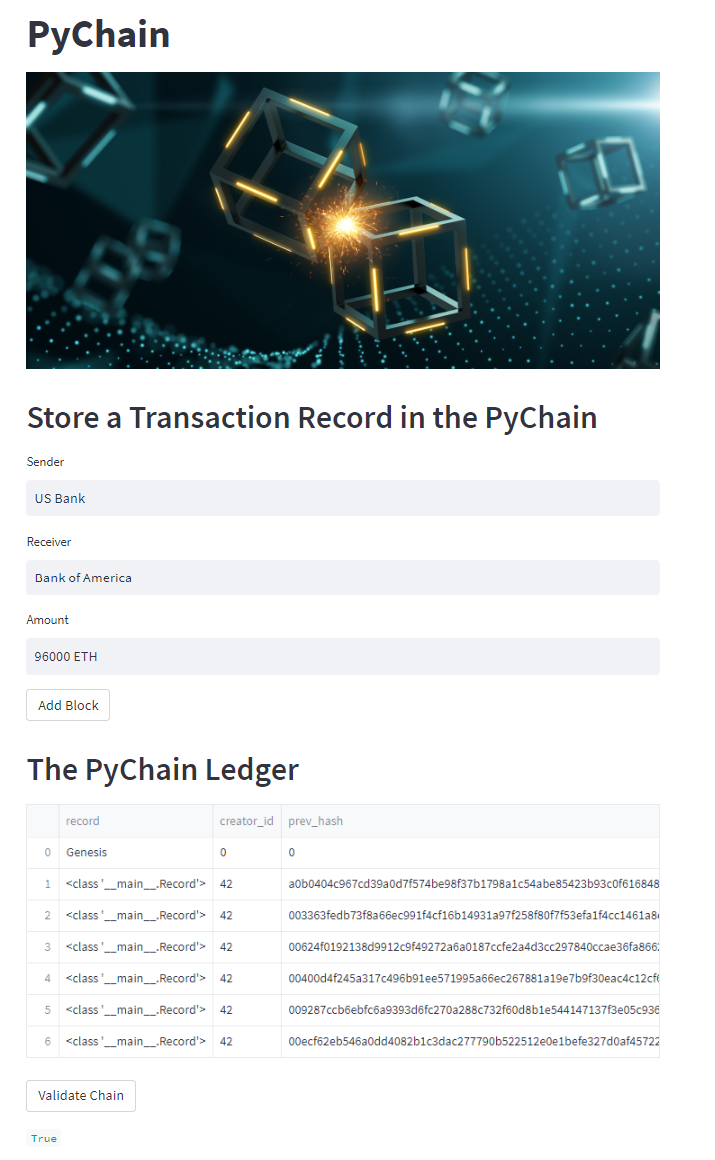 PyChain
Store a Transaction Record in the PyChain
Sender
US Bank
Receiver
Bank of America
Amount
96000 ETH
Add Block
The PyChain Ledger
record creator_id prev_hash
0 Genesis 0 0
1 <class '__main__.Record'> 42 a0b0404c967cd39a0d7f574be98f37b1798a1c54abe85423b93c0f616848
2 <class '__main__.Record'> 42 003363fedb73f8a66ec991f4cf16b14931a97f258f80f7f53efa1f4cc1461a8
3 <class '__main__.Record'> 42 00624f0192138d9912c9f49272a6a0187ccfe2a4d3cc297840ccae36fa866
4 <class '__main__.Record'> 42 00400d4f245a317c496b91ee571995a66ec267881a19e7b9f30eac4c12cf
5 <class '__main__.Record'> 42 009287ccb6ebfc6a9393d6fc270a288c732f60d8b1e544147137f3e05c936
6 <class '__main__.Record'> 42 00ecf62eb546a0dd4082b1c3dac277790b522512e0e1befe327d0af45722
Validate Chain
True